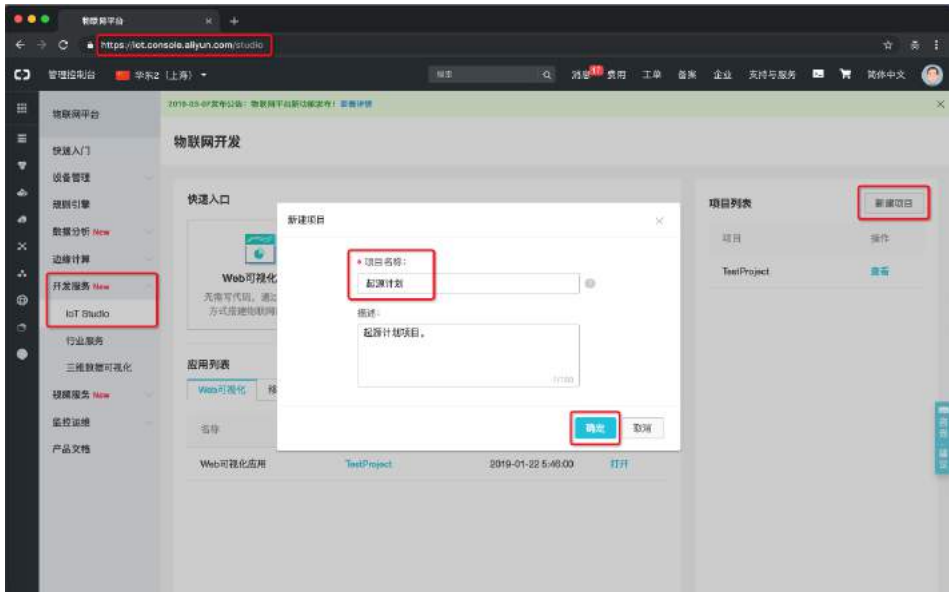 物联网平台
https://iot.console.aliyun.com/studio
管理控制台 华东2（上海） 搜索 消息 17 费用 工单 备案 企业 支持与服务 简体中文
物联网平台
快速入门
设备管理
规则引擎
数据分析 New
边缘计算
开发服务 New
IoT Studio
行业服务
三维数据可视化
视频服务 New
监控运维
产品文档
物联网开发
快速入口
Web可视化
无需写代码，通过
应用列表
Web可视化 移
名称
Web可视化应用 TestProject 2019-01-22 5:46:00 打开
新建项目
* 项目名称：
起源计划
描述：
起源计划项目。
确定 取消
项目列表 新建项目
项目 操作
TestProject 查看